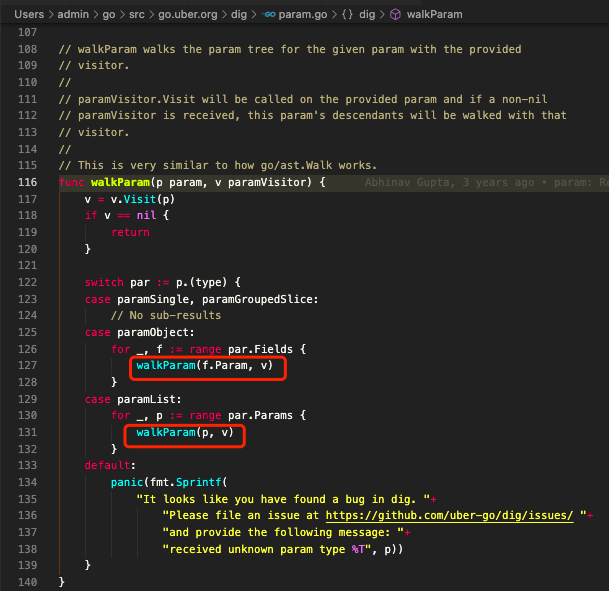 Users > admin > go > src > go.uber.org > dig > param.go > {} dig > walkParam
107
108 // walkParam walks the param tree for the given param with the provided
109 // visitor.
110 //
111 // paramVisitor.Visit will be called on the provided param and if a non-nil
112 // paramVisitor is received, this param's descendants will be walked with that
113 // visitor.
114 //
115 // This is very similar to how go/ast.Walk works.
116 func walkParam(p param, v paramVisitor) { Abhinav Gupta, 3 years ago • param: Re
117 v = v.Visit(p)
118 if v == nil {
119 return
120 }
121
122 switch par := p.(type) {
123 case paramSingle, paramGroupedSlice:
124 // No sub-results
125 case paramObject:
126 for _, f := range par.Fields {
127 walkParam(f.Param, v)
128 }
129 case paramList:
130 for _, p := range par.Params {
131 walkParam(p, v)
132 }
133 default:
134 panic(fmt.Sprintf(
135 "It looks like you have found a bug in dig. "+
136 "Please file an issue at https://github.com/uber-go/dig/issues/ "+
137 "and provide the following message: "+
138 "received unknown param type %T", p))
139 }
140 }